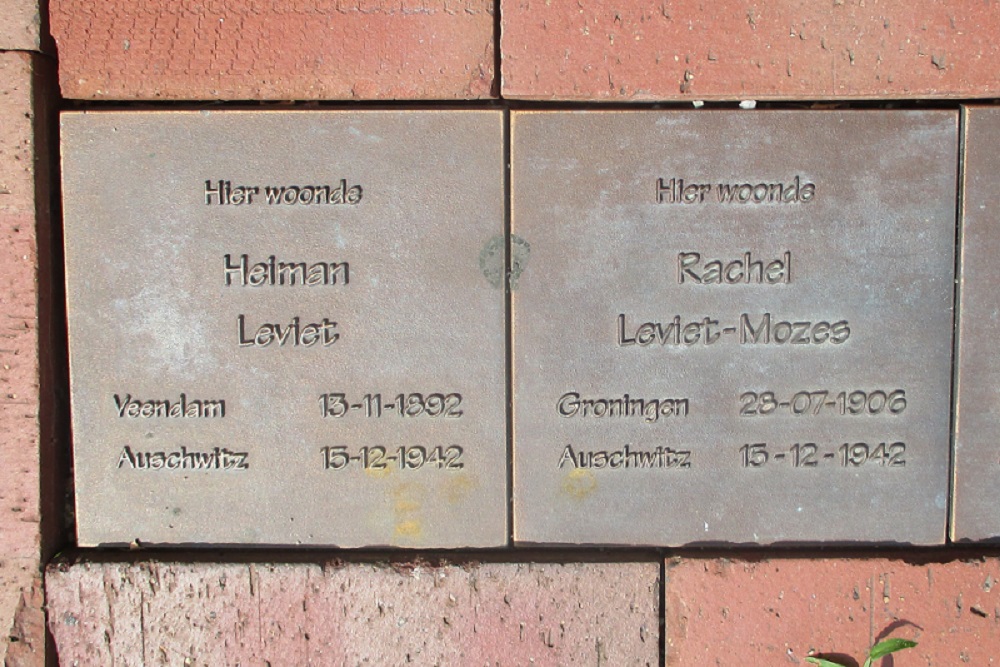 Hier woonde
Heiman
Leviet
Veendam 13-11-1892
Auschwitz 15-12-1942
Hier woonde
Rachel
Leviet-Mozes
Groningen 28-07-1906
Auschwitz 15-12-1942